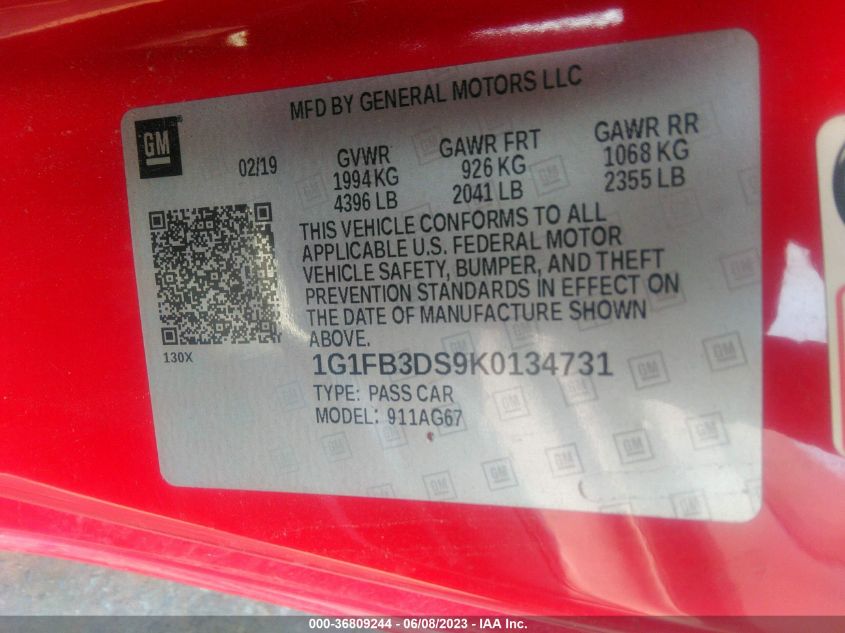 MFD BY GENERAL MOTORS LLC
GM
02/19
GVWR
1994 KG
4396 LB
GAWR FRT
926 KG
2041 LB
GAWR RR
1068 KG
2355 LB
THIS VEHICLE CONFORMS TO ALL
APPLICABLE U.S. FEDERAL MOTOR
VEHICLE SAFETY, BUMPER, AND THEFT
PREVENTION STANDARDS IN EFFECT ON
THE DATE OF MANUFACTURE SHOWN
ABOVE.
130X
1G1FB3DS9K0134731
TYPE: PASS CAR
MODEL: 911AG67
000-36809244 - 06/08/2023 - IAA Inc.